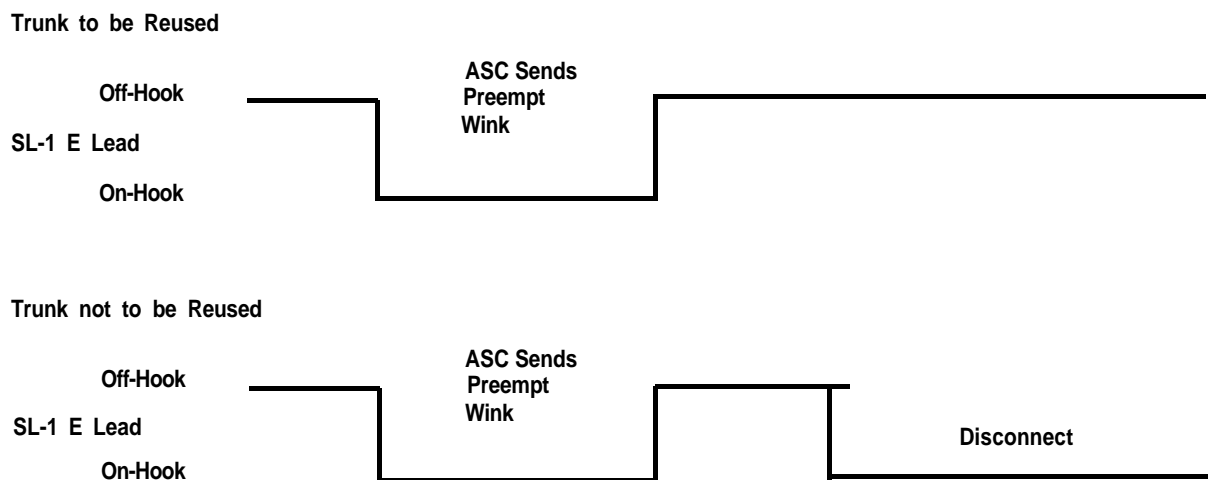 Trunk to be Reused
ASC Sends
Off-Hook
Preempt
Wink
SL-1 E Lead
On-Hook
Trunk not to be Reused
ASC Sends
Off-Hook
Preempt
Wink
SL-1 E Lead
Disconnect
On-Hook